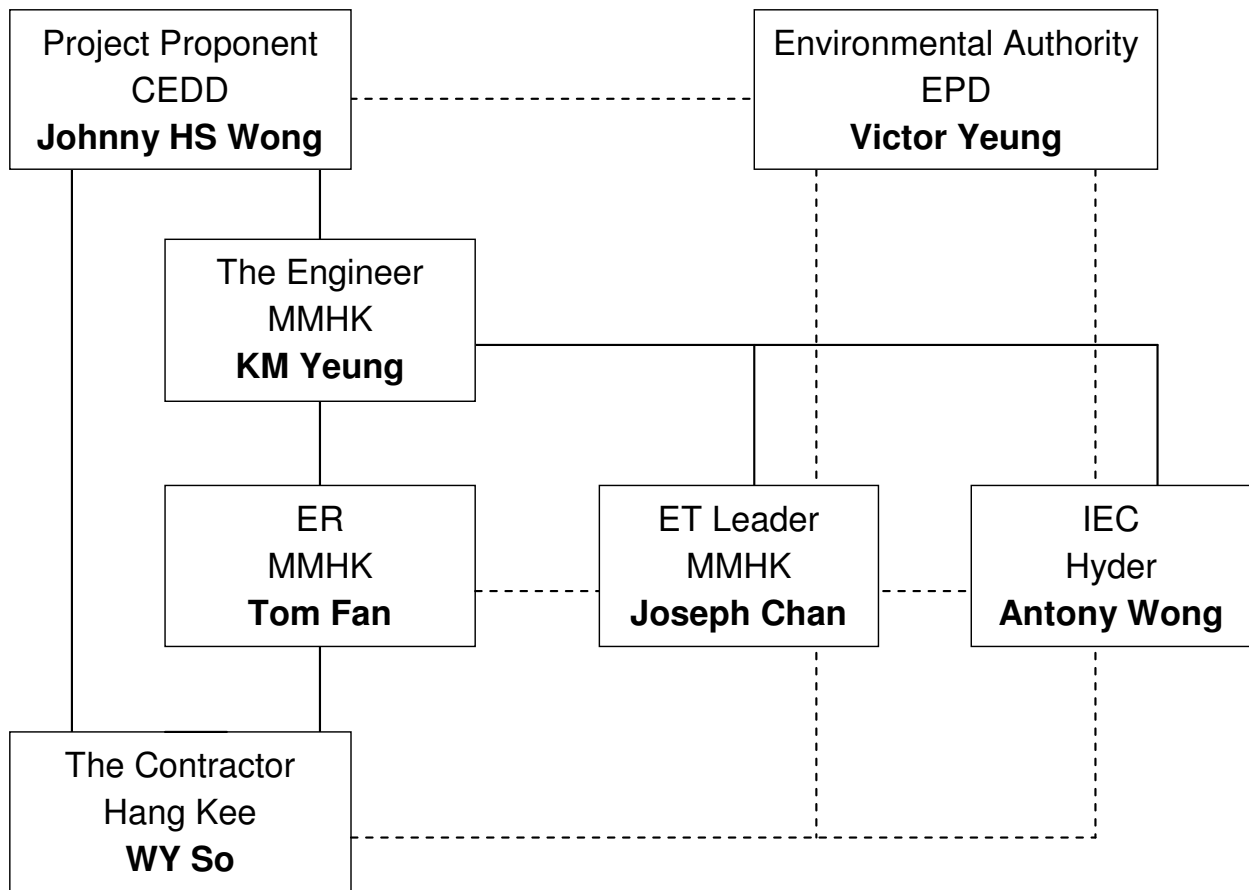 Project Proponent
CEDD
Johnny HS Wong
Environmental Authority
EPD
Victor Yeung
The Engineer
MMHK
KM Yeung
ER
MMHK
Tom Fan
ET Leader
MMHK
Joseph Chan
IEC
Hyder
Antony Wong
The Contractor
Hang Kee
WY So